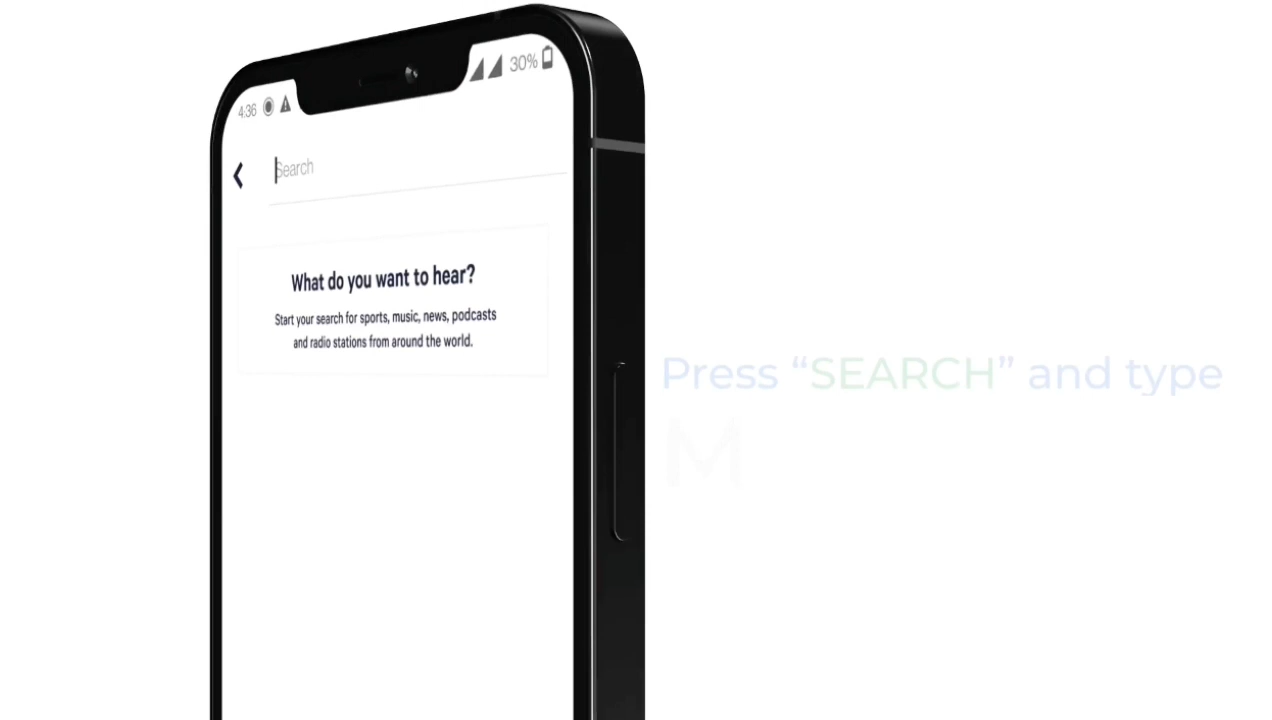 4:36
30%
Search
What do you want to hear?
Start your search for sports, music, news, podcasts
and radio stations from around the world.
Press “SEARCH” and type
M